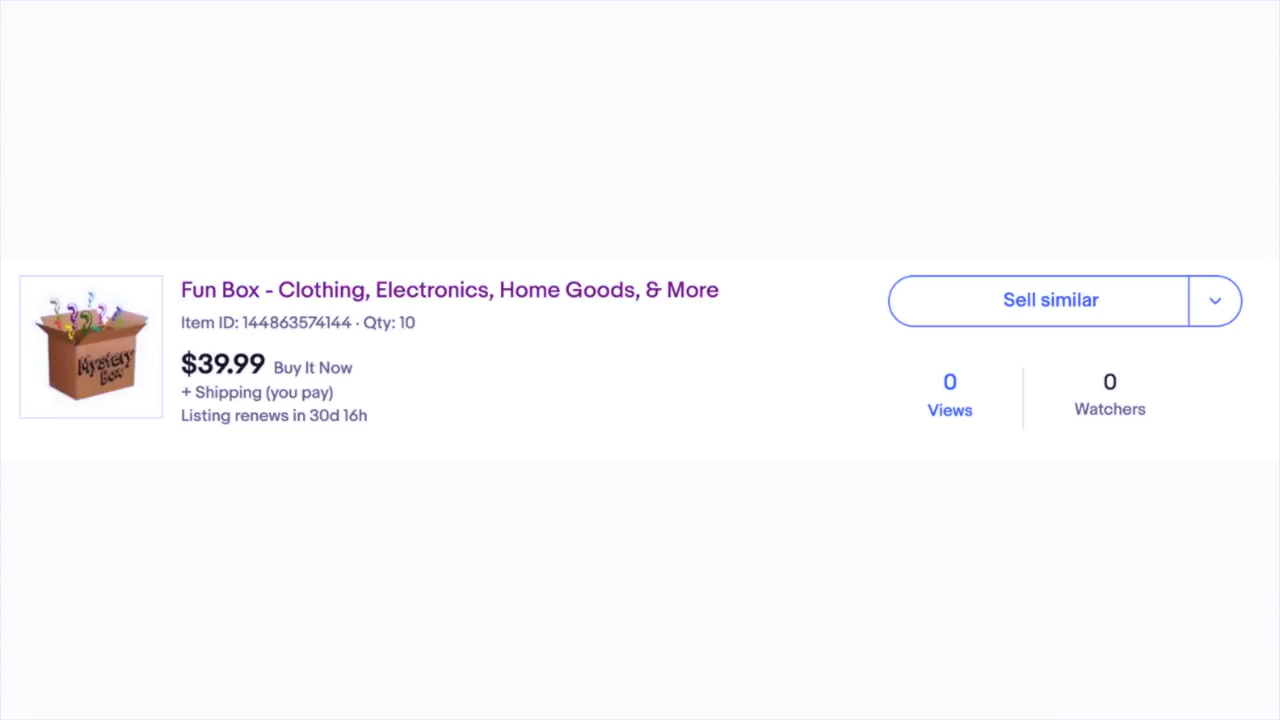 Fun Box - Clothing, Electronics, Home Goods, & More
Item ID: 144863574144 · Qty: 10
$39.99 Buy It Now
+ Shipping (you pay)
Listing renews in 30d 16h
Mystery
Box
Sell similar
0
Views
0
Watchers